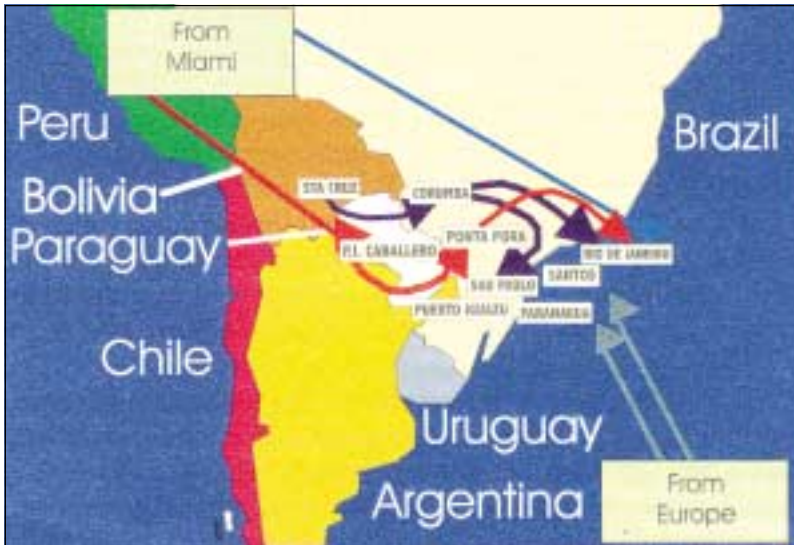 From
Miami
Peru
Brazil
Bolivia
STA CRUZ
CORUMBA
Paraguay
P.L. CABALLERO
PONTA PORA
RIO DE JANEIRO
SANTOS
SAO PAOLO
PUERTO IGUAZU
PARANAGUA
Chile
Uruguay
Argentina
From
Europe